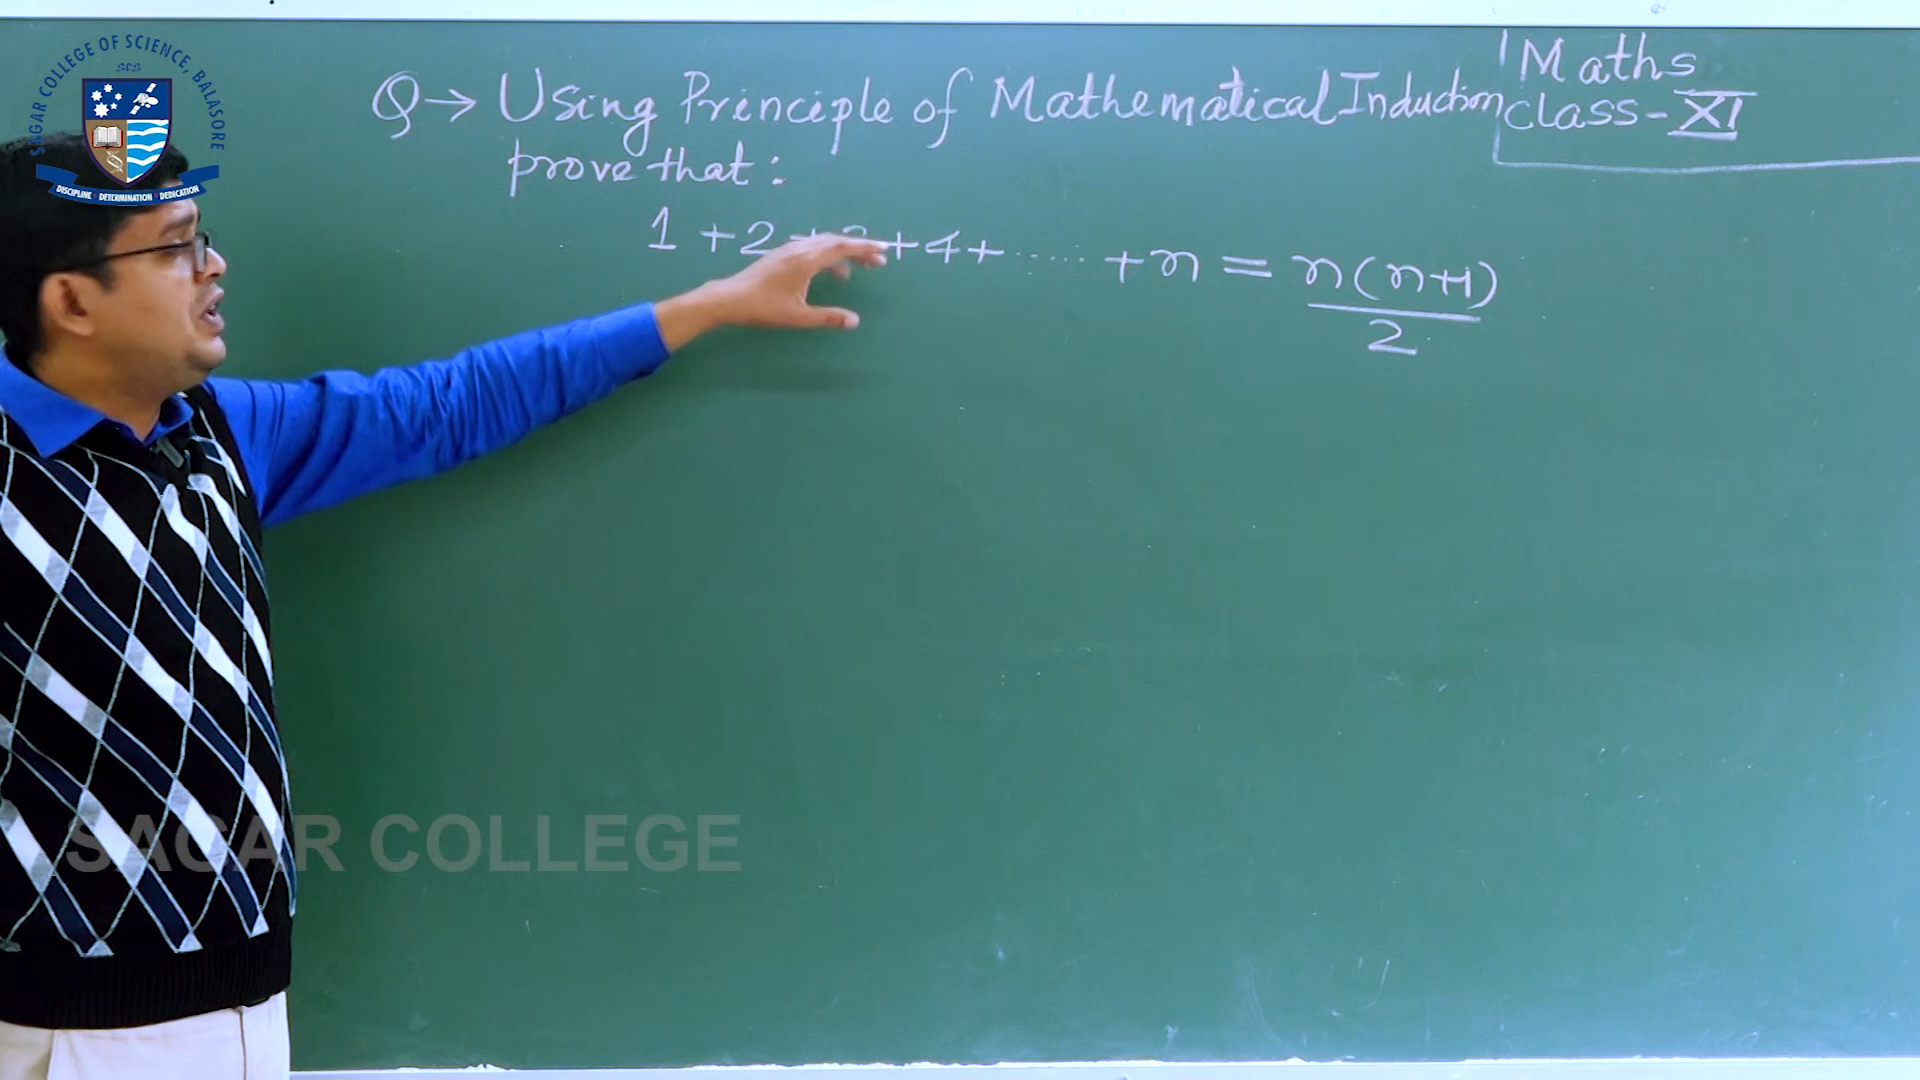 SAGAR COLLEGE OF SCIENCE, BALASORE
SCS
DISCIPLINE DETERMINATION DEDICATION
Maths
class-XI
Q→ Using Principle of Mathematical Induction
prove that:
1 +2+3+4+......+n = n(n+1)
2
SAGAR COLLEGE